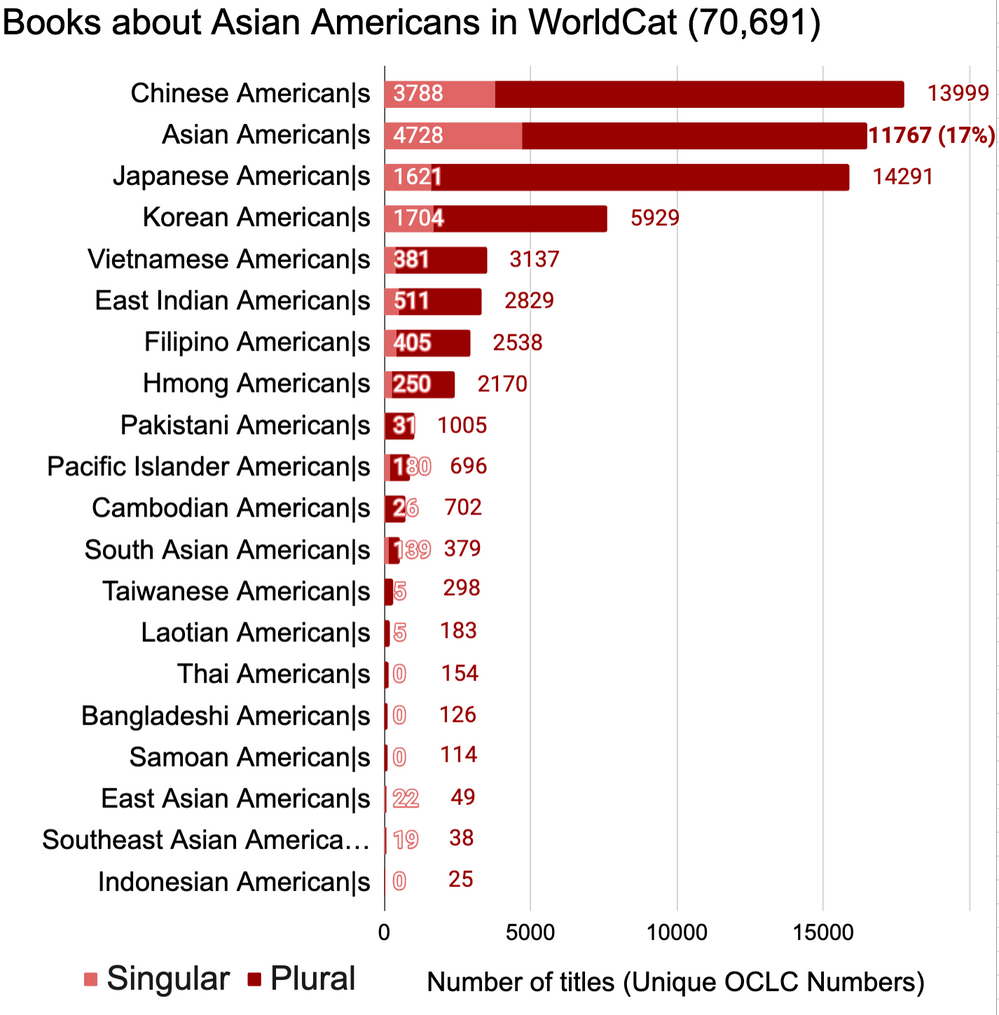 Books about Asian Americans in WorldCat (70,691)
Chinese American|s 3788 13999
Asian American|s 4728 11767 (17%)
Japanese American|s 1621 14291
Korean American|s 1704 5929
Vietnamese American|s 381 3137
East Indian American|s 511 2829
Filipino American|s 405 2538
Hmong American|s 250 2170
Pakistani American|s 31 1005
Pacific Islander American|s 180 696
Cambodian American|s 26 702
South Asian American|s 139 379
Taiwanese American|s 5 298
Laotian American|s 5 183
Thai American|s 0 154
Bangladeshi American|s 0 126
Samoan American|s 0 114
East Asian American|s 22 49
Southeast Asian America… 19 38
Indonesian American|s 0 25
0 5000 10000 15000
Singular Plural Number of titles (Unique OCLC Numbers)